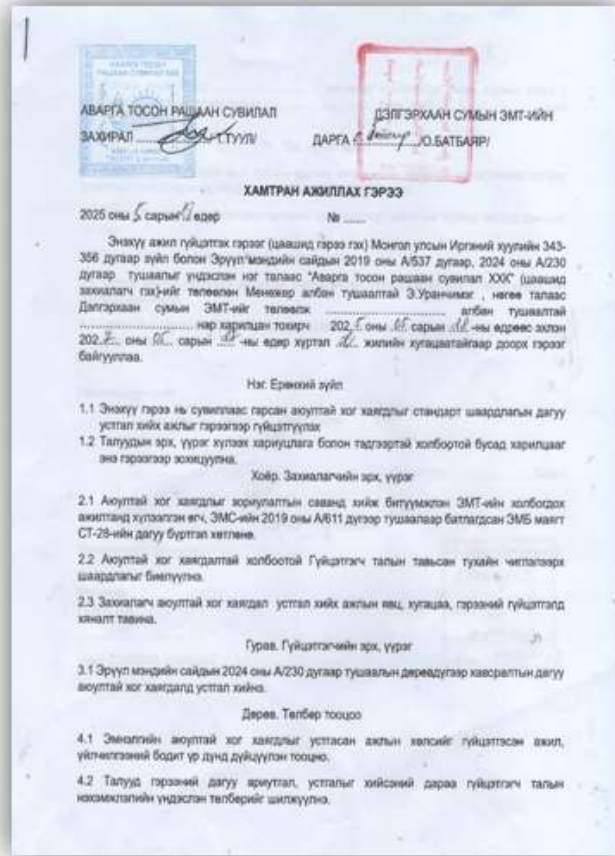 АВАРГА ТОСОН РАШААН СУВИЛАЛ
ЗАХИРАЛ ............ /Т.ТУУЛ/
ДЭЛГЭРХААН СУМЫН ЭМТ-ИЙН
ДАРГА ............ /О.БАТБАЯР/
ХАМТРАН АЖИЛЛАХ ГЭРЭЭ
2025 оны 5 сарын 12 өдөр № ......
Энэхүү ажил гүйцэтгэх гэрээг (цаашид гэрээ гэх) Монгол улсын Иргэний хуулийн 343-
356 дугаар зүйл болон Эрүүл мэндийн сайдын 2019 оны А/537 дугаар, 2024 оны А/230
дугаар тушаалыг үндэслэн нэг талаас "Аварга тосон рашаан сувилал ХХК" (цаашид
захиалагч гэх)-ийг төлөөлөн Менежер албан тушаалтай Э.Уранчимэг , нөгөө талаас
Дэлгэрхаан сумын ЭМТ-ийг төлөөлж ........................ албан тушаалтай
........................ нар харилцан тохирч 2025 оны 05 сарын 12-ны өдрөөс эхлэн
202 оны 05 сарын -ны өдөр хүртэл жилийн хугацаатайгаар доорх гэрээг
байгууллаа.
Нэг. Ерөнхий зүйл
1.1 Энэхүү гэрээ нь сувиллаас гарсан аюултай хог хаягдлыг стандарт шаардлагын дагуу
устгал хийх ажлыг гэрээгээр гүйцэтгүүлэх
1.2 Талуудын эрх, үүрэг хүлээх хариуцлага болон тэдгээртэй холбоотой бусад харилцааг
энэ гэрээгээр зохицуулна.
Хоёр. Захиалагчийн эрх, үүрэг
2.1 Аюултай хог хаягдлыг зориулалтын саванд хийж битүүмжлэн ЭМТ-ийн холбогдох
ажилтанд хүлээлгэн өгч, ЭМС-ийн 2019 оны А/611 дүгээр тушаалаар батлагдсан ЭМБ маягт
СТ-28-ийн дагуу бүртгэл хөтлөнө.
2.2 Аюултай хог хаягдалтай холбоотой Гүйцэтгэгч талын тавьсан тухайн чиглэлээрх
шаардлагыг биелүүлнэ.
2.3 Захиалагч аюултай хог хаягдал устгал хийх ажлын явц, хугацаа, гэрээний гүйцэтгэлд
хяналт тавина.
Гурав. Гүйцэтгэгчийн эрх, үүрэг
3.1 Эрүүл мэндийн сайдын 2024 оны А/230 дугаар тушаалын дөрөвдүгээр хавсралтын дагуу
аюултай хог хаягдалд устгал хийнэ.
Дөрөв. Төлбөр тооцоо
4.1 Эмнэлгийн аюултай хог хаягдлыг устгасан ажлын хөлсийг гүйцэтгэсэн ажил,
үйлчилгээний бодит үр дүнд дүйцүүлэн тооцно.
4.2 Талууд гэрээний дагуу ариутгал, устгалыг хийсэний дараа гүйцэтгэгч талын
нэхэмжлэлийн үндэслэн төлбөрийг шилжүүлнэ.